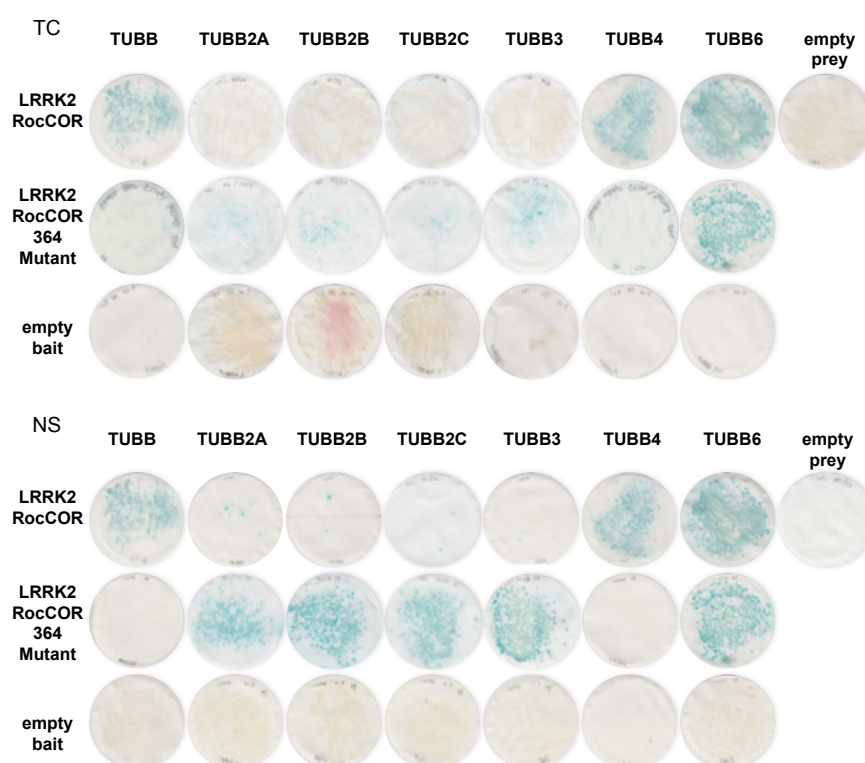 TC
TUBB TUBB2A TUBB2B TUBB2C TUBB3 TUBB4 TUBB6 empty
prey
LRRK2
RocCOR
LRRK2
RocCOR
364
Mutant
empty
bait
NS
TUBB TUBB2A TUBB2B TUBB2C TUBB3 TUBB4 TUBB6 empty
prey
LRRK2
RocCOR
LRRK2
RocCOR
364
Mutant
empty
bait